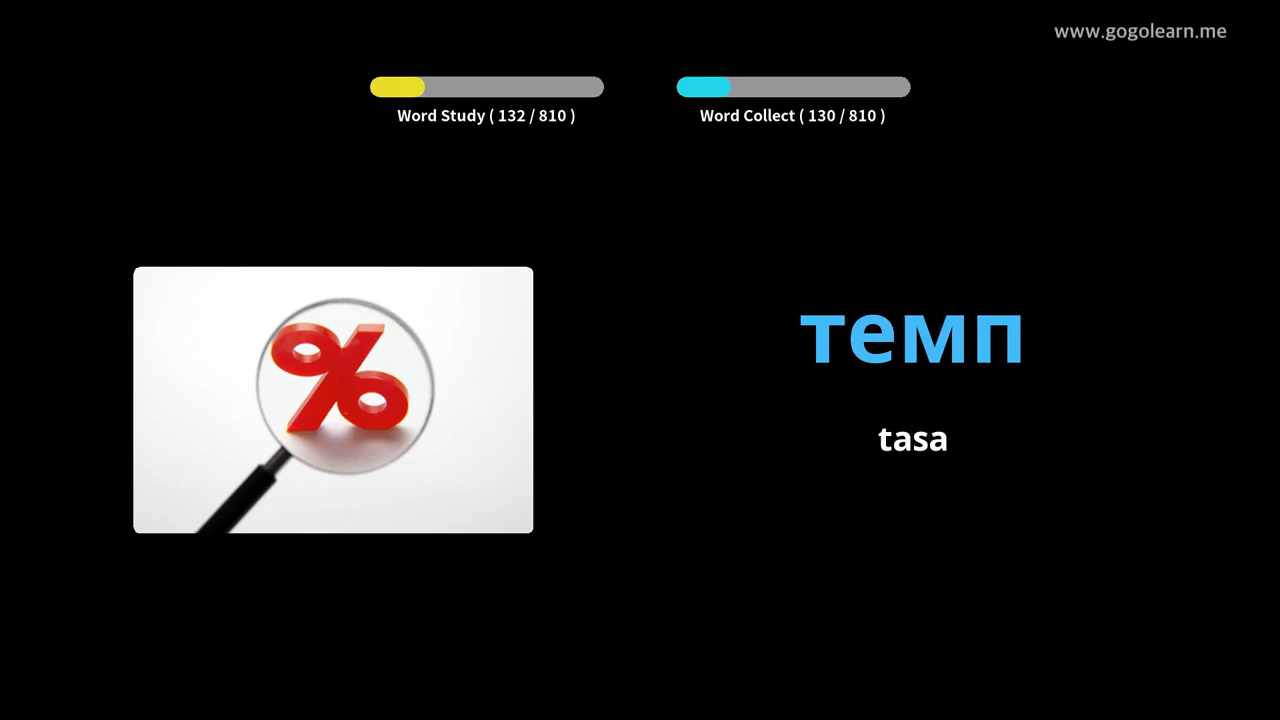 www.gogolearn.me
Word Study ( 132 / 810 )
Word Collect ( 130 / 810 )
%
темп
tasa